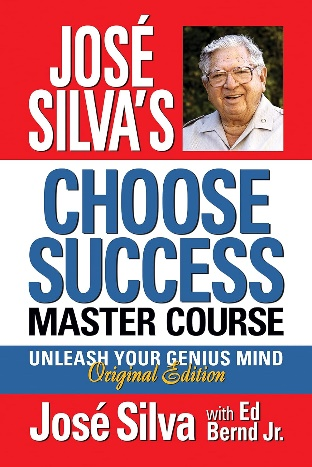 JOSÉ
SILVA'S
CHOOSE
SUCCESS
MASTER COURSE
UNLEASH YOUR GENIUS MIND
Original Edition
José Silva with Ed
Bernd Jr.